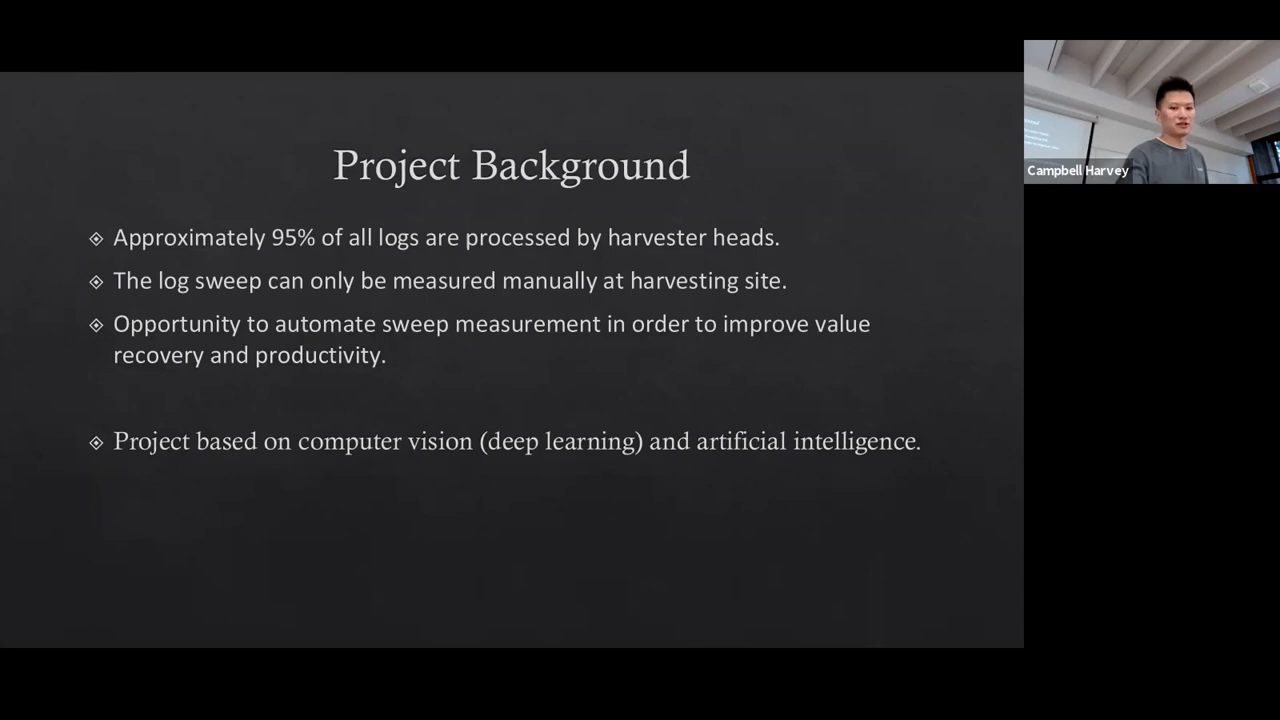 Project Background
Approximately 95% of all logs are processed by harvester heads.
The log sweep can only be measured manually at harvesting site.
Opportunity to automate sweep measurement in order to improve value
recovery and productivity.
Project based on computer vision (deep learning) and artificial intelligence.
Campbell Harvey